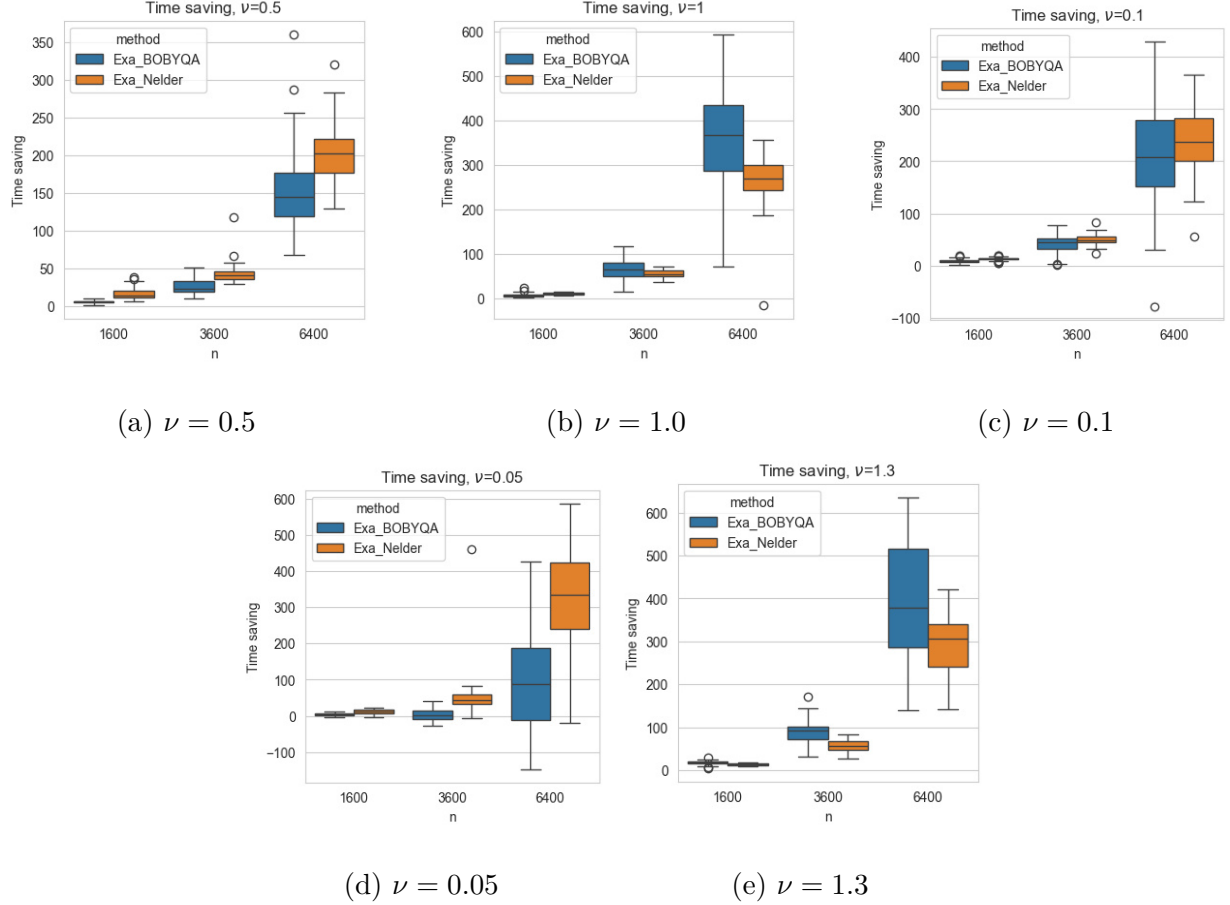 Time saving, ν=0.5
method
Exa_BOBYQA
Exa_Nelder
Time saving
350
300
250
200
150
100
50
0
1600 3600 6400
n
(a) ν = 0.5
Time saving, ν=1
method
Exa_BOBYQA
Exa_Nelder
Time saving
600
500
400
300
200
100
0
1600 3600 6400
n
(b) ν = 1.0
Time saving, ν=0.1
method
Exa_BOBYQA
Exa_Nelder
Time saving
400
300
200
100
0
−100
1600 3600 6400
n
(c) ν = 0.1
Time saving, ν=0.05
method
Exa_BOBYQA
Exa_Nelder
Time saving
600
500
400
300
200
100
0
−100
1600 3600 6400
n
(d) ν = 0.05
Time saving, ν=1.3
method
Exa_BOBYQA
Exa_Nelder
Time saving
600
500
400
300
200
100
0
1600 3600 6400
n
(e) ν = 1.3